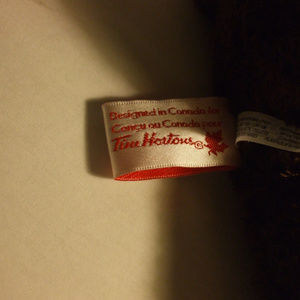 Designed in Canada for
Conçu au Canada pour
Tim Hortons